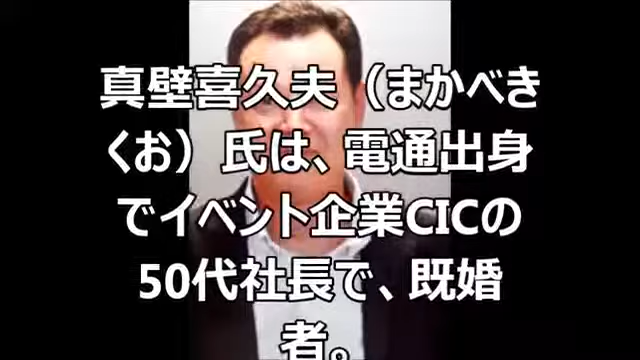 真壁喜久夫（まかべき
くお）氏は、電通出身
でイベント企業CICの
50代社長で、既婚
者。